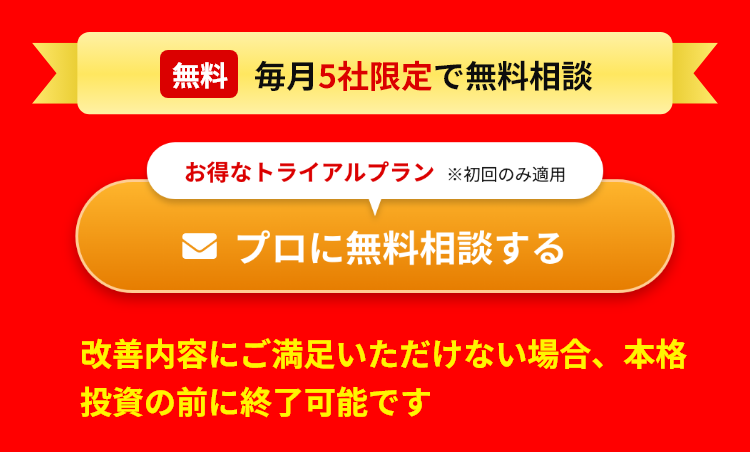 無料 毎月5社限定で無料相談
お得なトライアルプラン ※初回のみ適用
プロに無料相談する
改善内容にご満足いただけない場合、本格
投資の前に終了可能です